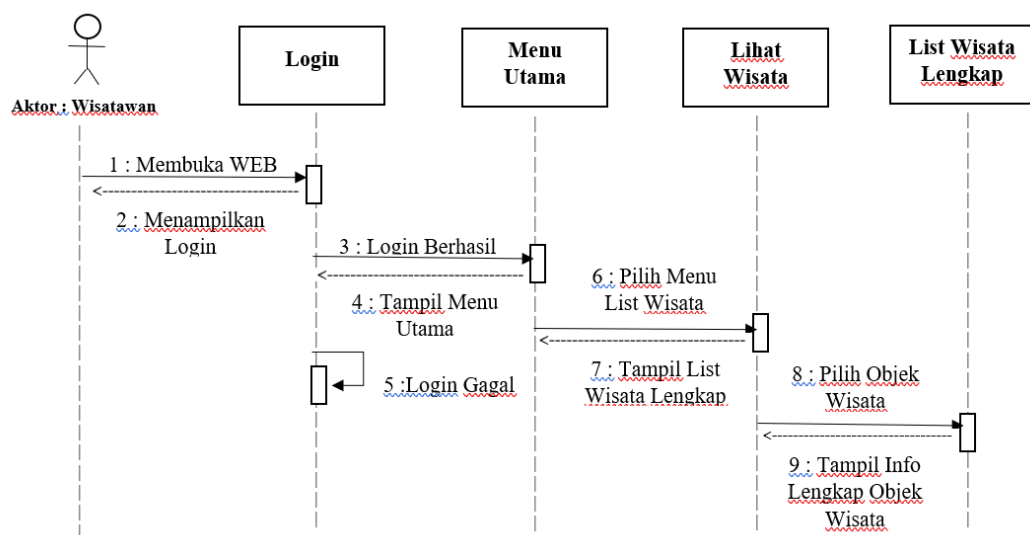 Aktor : Wisatawan
Login
Menu
Utama
Lihat
Wisata
List Wisata
Lengkap
1 : Membuka WEB
2 : Menampilkan
Login
3 : Login Berhasil
4 : Tampil Menu
Utama
5 :Login Gagal
6 : Pilih Menu
List Wisata
7 : Tampil List
Wisata Lengkap
8 : Pilih Objek
Wisata
9 : Tampil Info
Lengkap Objek
Wisata